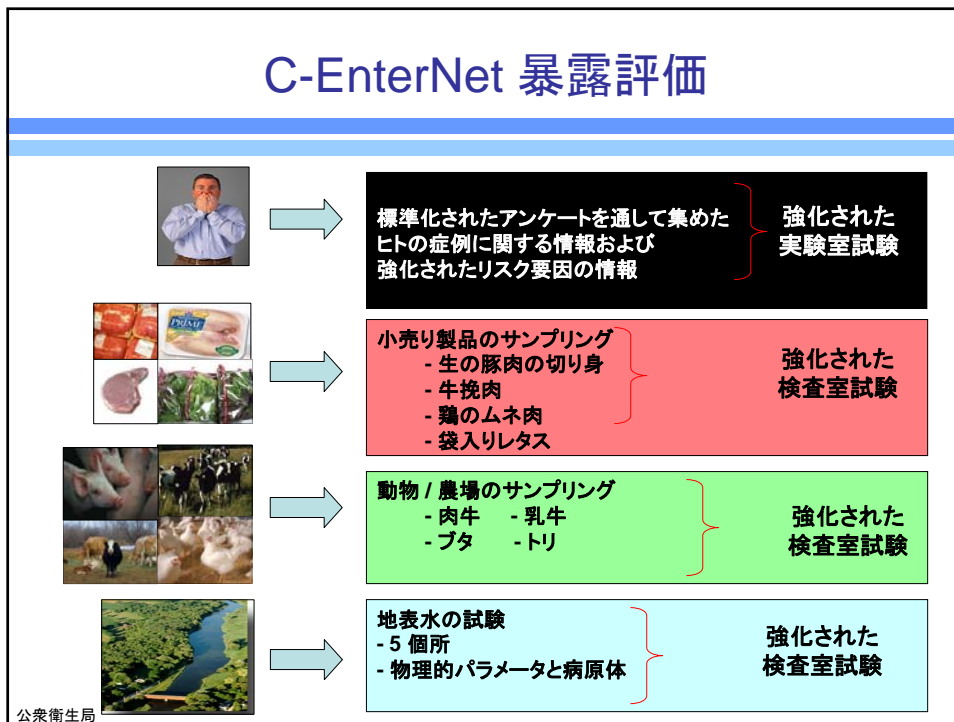 C-EnterNet 暴露評価
標準化されたアンケートを通して集めた
ヒトの症例に関する情報および
強化されたリスク要因の情報
強化された
実験室試験
PRIME
小売り製品のサンプリング
- 生の豚肉の切り身
- 牛挽肉
- 鶏のムネ肉
- 袋入りレタス
強化された
検査室試験
動物 / 農場のサンプリング
- 肉牛 - 乳牛
- ブタ - トリ
強化された
検査室試験
地表水の試験
- 5 個所
- 物理的パラメータと病原体
強化された
検査室試験
公衆衛生局